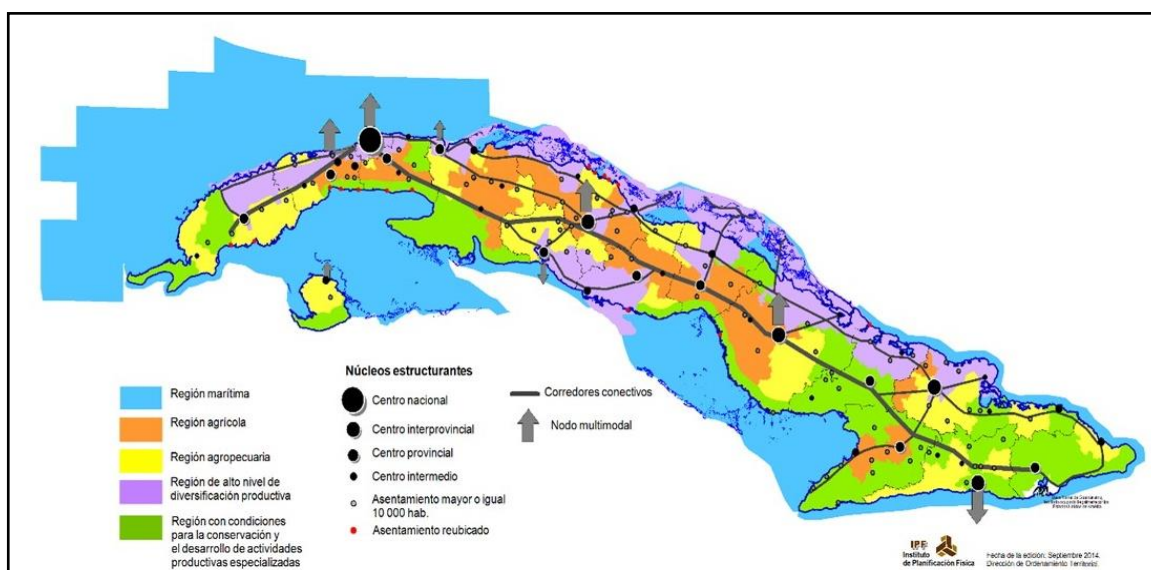 Región marítima
Región agrícola
Región agropecuaria
Región de alto nivel de
diversificación productiva
Región con condiciones
para la conservación y
el desarrollo de actividades
productivas especializadas
Núcleos estructurantes
Centro nacional
Centro interprovincial
Centro provincial
Centro intermedio
Asentamiento mayor o igual
10 000 hab.
Asentamiento reubicado
Corredores conectivos
Nodo multimodal
IPF
Instituto
de Planificación Física
Fecha de la edición: Septiembre 2014.
Dirección de Ordenamiento Territorial.